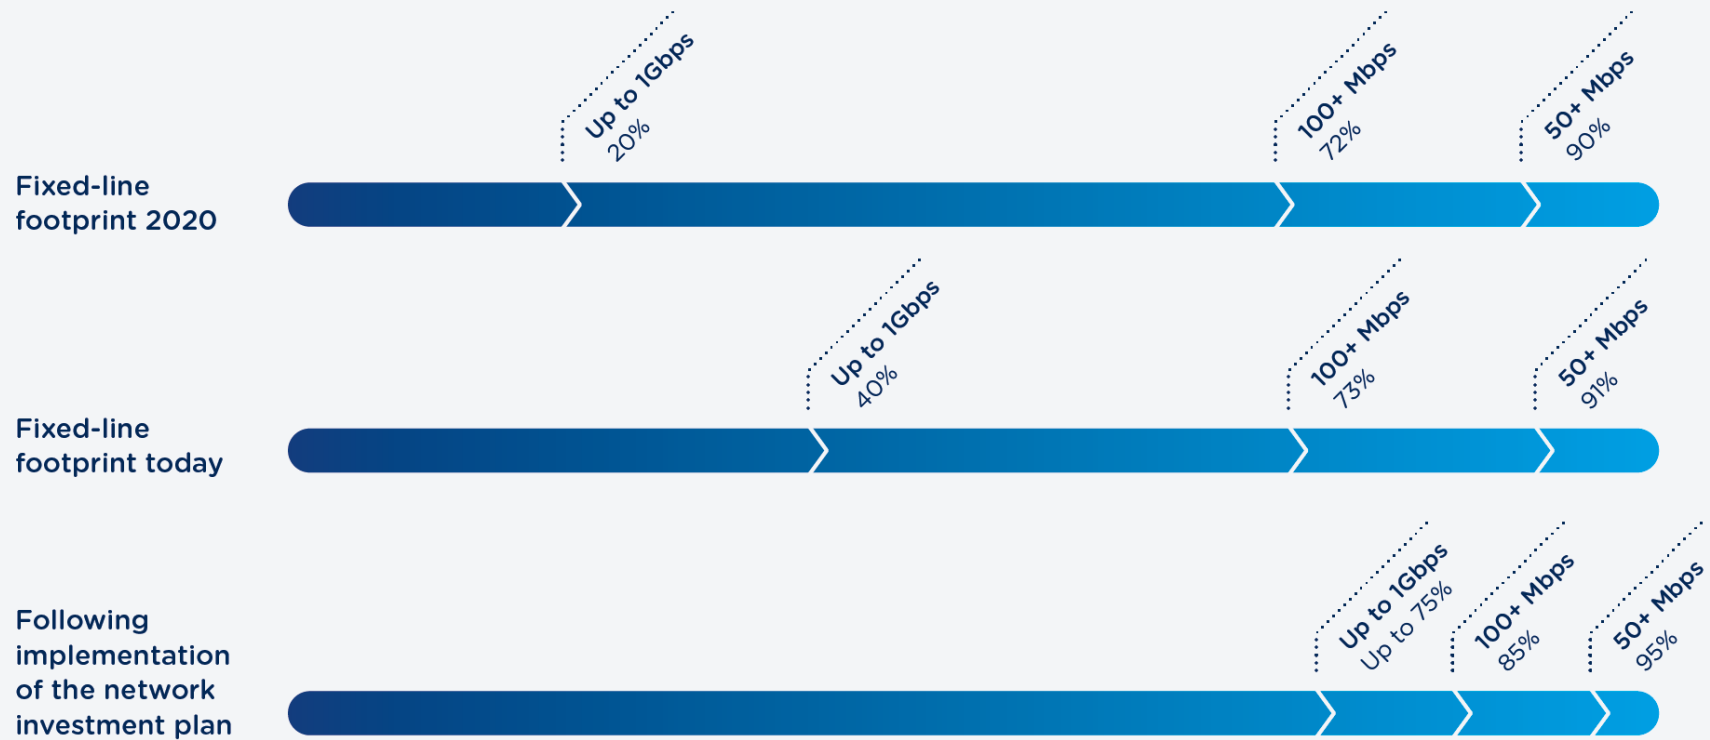 Up to 1Gbps
20%
100+ Mbps
72%
50+ Mbps
90%
Fixed-line
footprint 2020
Up to 1Gbps
40%
100+ Mbps
73%
50+ Mbps
91%
Fixed-line
footprint today
Up to 1Gbps
Up to 75%
100+ Mbps
85%
50+ Mbps
95%
Following
implementation
of the network
investment plan